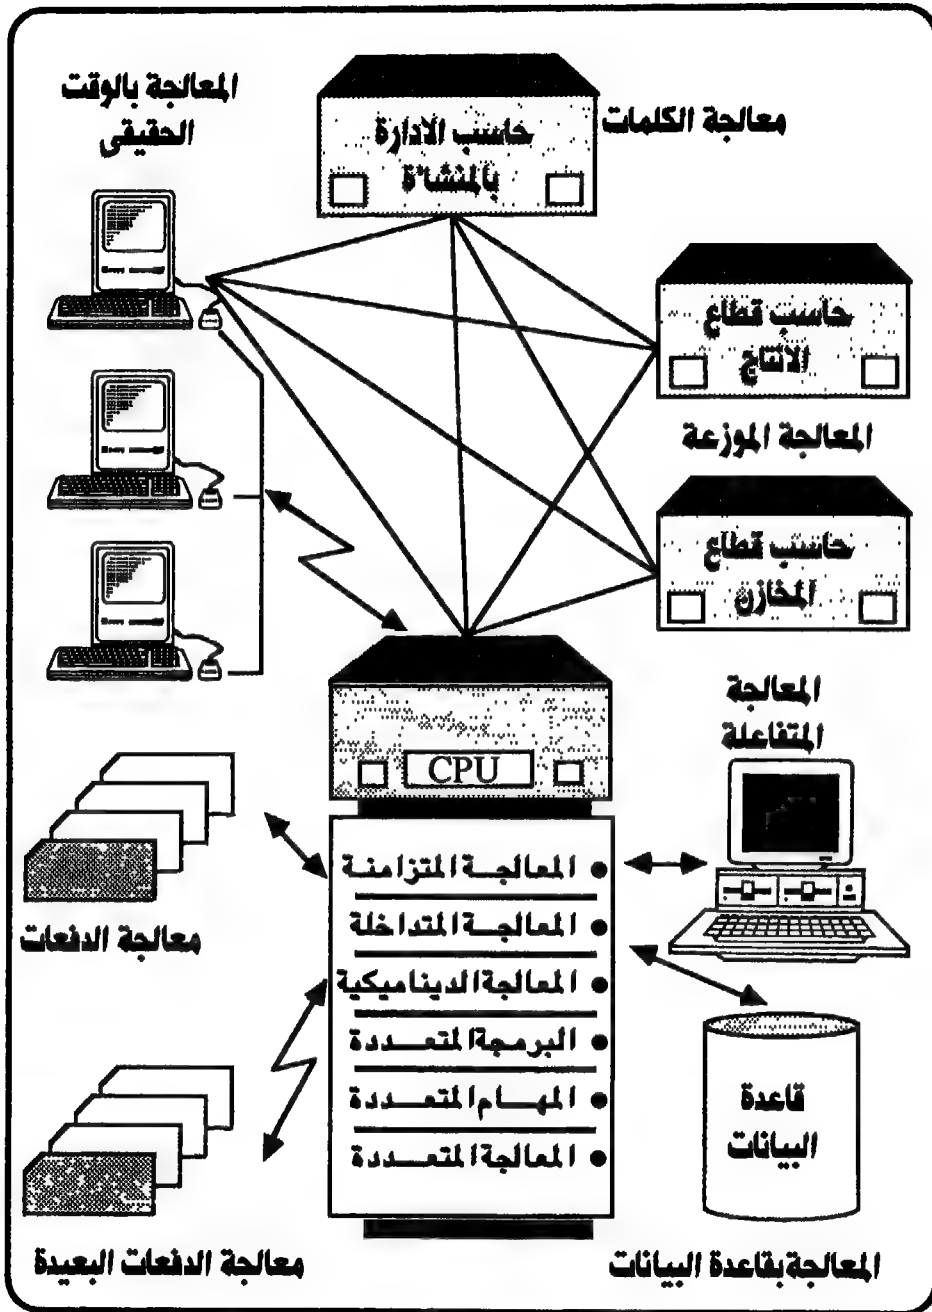 المعالجة بالوقت
الحقيقى
حاسب الادارة
بالمنشاة
معالجة الكلمات
حاسب قطاع
الانتاج
المعالجة الموزعة
حاسب قطاع
المخازن
المعالجة
المتفاعلة
CPU
المعالجة المتزامنة
المعالجة المتداخلة
المعالجة الديناميكية
البرمجة المتعددة
المهام المتعددة
المعالجة المتعددة
معالجة الدفعات
قاعدة
البيانات
معالجة الدفعات البعيدة
المعالجة بقاعدة البيانات